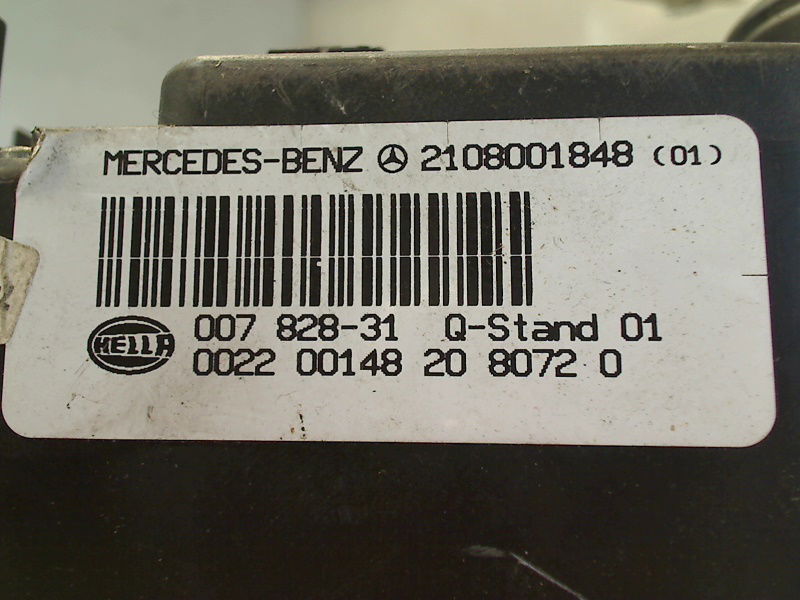 MERCEDES-BENZ 2108001848 (01)
HELLA
007 828-31 Q-Stand 01
0022 00148 20 8072 0